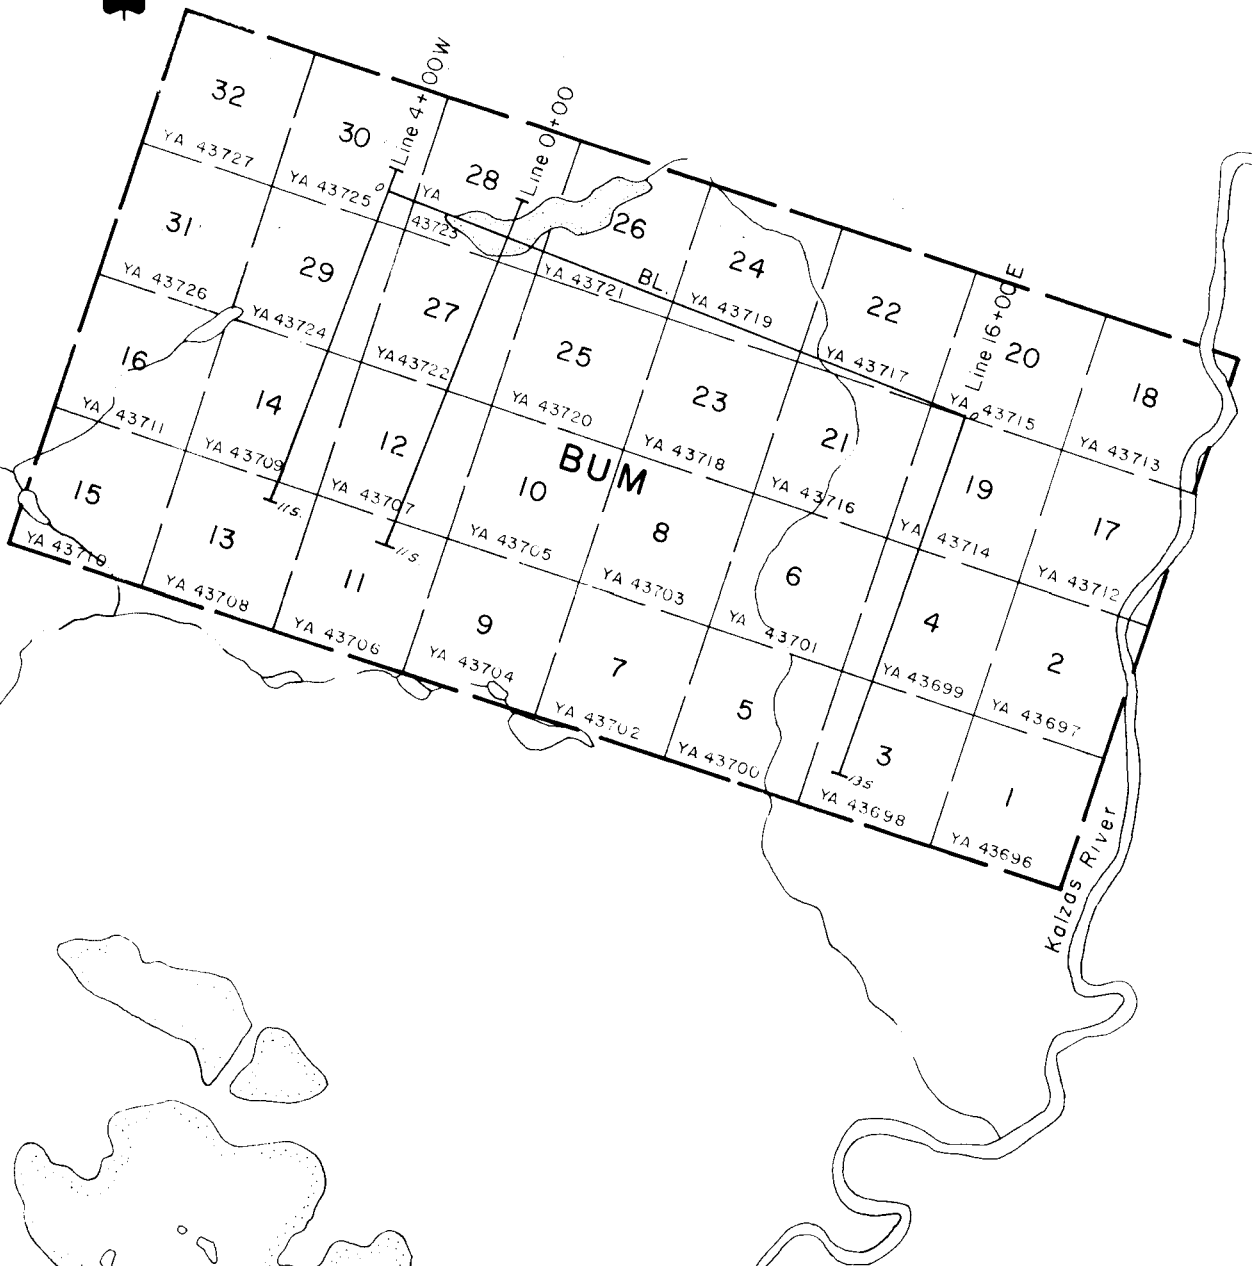 Line 4+00W
Line 0+00
Line 16+00E
32
YA 43727
30
YA 43725
0
28
YA
43723
26
YA 43721
BL.
24
YA 43719
22
YA 43717
20
YA 43715
0
18
YA 43713
31
YA 43726
29
YA 43724
27
YA 43722
25
YA 43720
23
YA 43718
21
YA 43716
19
YA 43714
17
YA 43712
16
YA 43711
14
YA 43709
12
YA 43707
10
YA 43705
BUM
8
YA 43703
6
YA 43701
4
YA 43699
2
YA 43697
15
YA 43710
13
YA 43708
11S.
11
YA 43706
11S
9
YA 43704
7
YA 43702
5
YA 43700
3
13S
YA 43698
1
YA 43696
Kalzas River